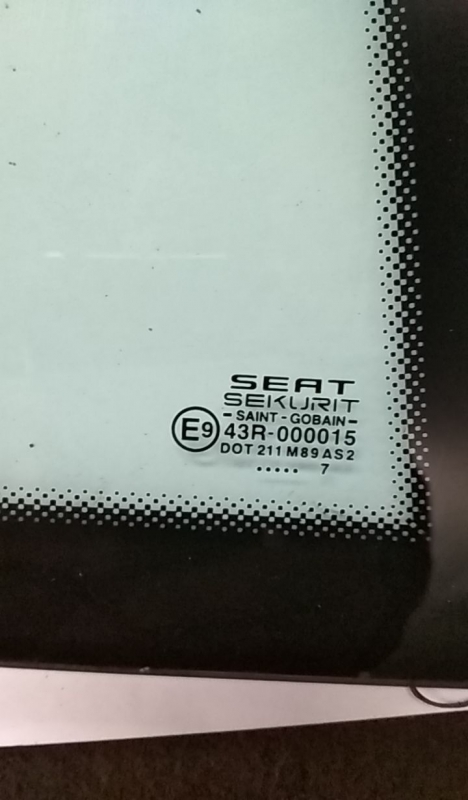 SEAT
SEKURIT
- SAINT - GOBAIN -
E9 43R-000015
DOT 211 M89 AS2
..... 7